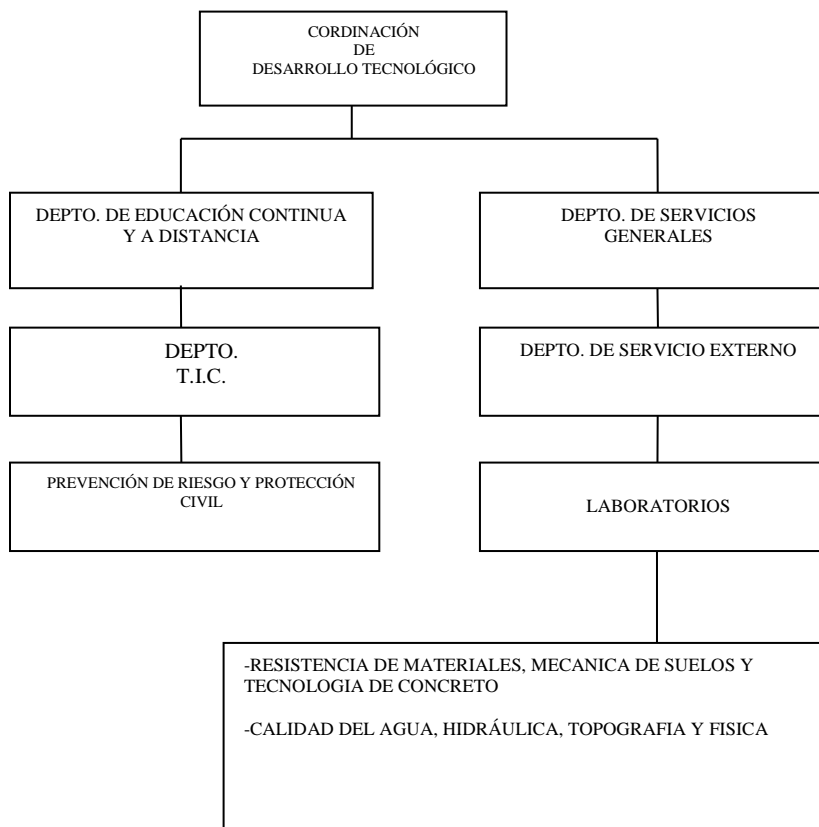 CORDINACIÓN
DE
DESARROLLO TECNOLÓGICO
DEPTO. DE EDUCACIÓN CONTINUA
Y A DISTANCIA
DEPTO. DE SERVICIOS
GENERALES
DEPTO.
T.I.C.
DEPTO. DE SERVICIO EXTERNO
PREVENCIÓN DE RIESGO Y PROTECCIÓN
CIVIL
LABORATORIOS
-RESISTENCIA DE MATERIALES, MECANICA DE SUELOS Y
TECNOLOGIA DE CONCRETO
-CALIDAD DEL AGUA, HIDRÁULICA, TOPOGRAFIA Y FISICA